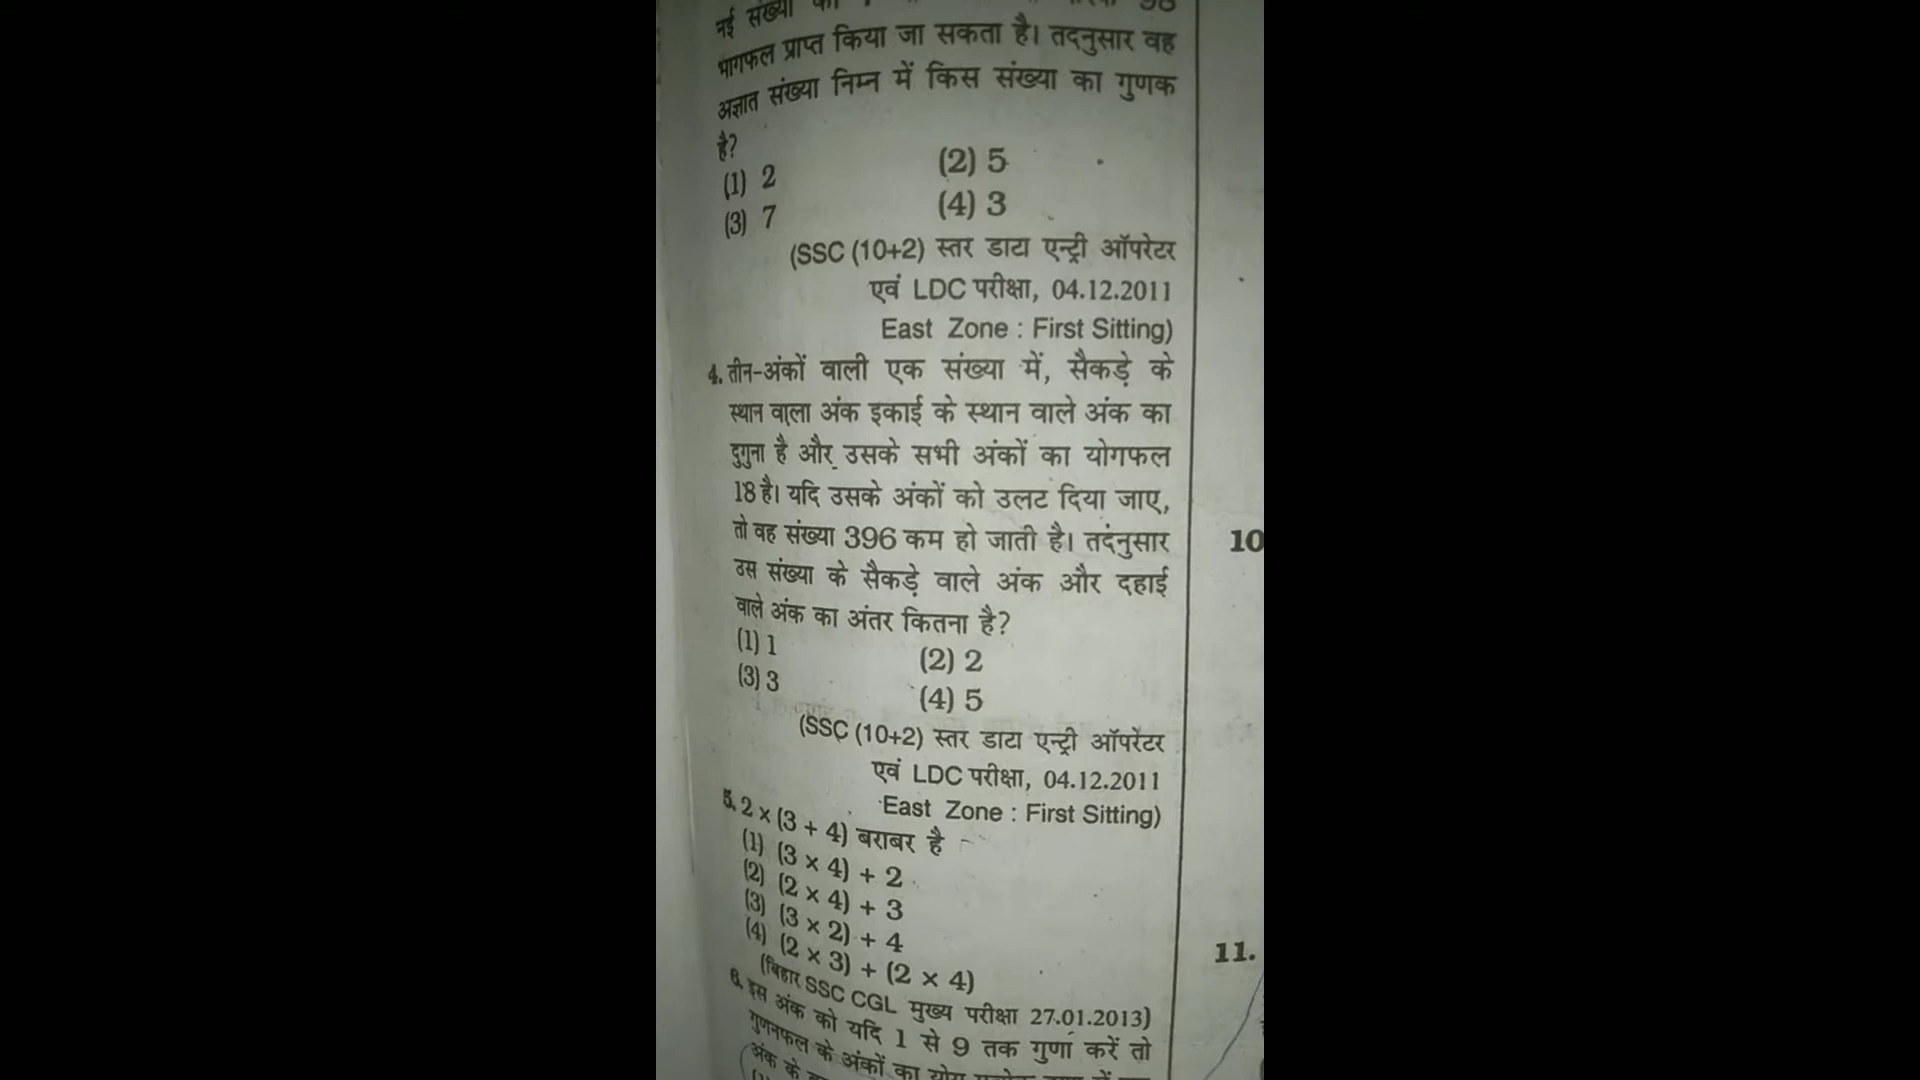 नई संख्या
भागफल प्राप्त किया जा सकता है। तदनुसार वह
अज्ञात संख्या निम्न में किस संख्या का गुणक
है?
(1) 2 (2) 5
(3) 7 (4) 3
(SSC (10+2) स्तर डाटा एन्ट्री ऑपरेटर
एवं LDC परीक्षा, 04.12.2011
East Zone : First Sitting)
4. तीन-अंकों वाली एक संख्या में, सैकड़े के
स्थान वाला अंक इकाई के स्थान वाले अंक का
दुगुना है और उसके सभी अंकों का योगफल
18 है। यदि उसके अंकों को उलट दिया जाए,
तो वह संख्या 396 कम हो जाती है। तदंनुसार
उस संख्या के सैकड़े वाले अंक और दहाई
वाले अंक का अंतर कितना है?
(1) 1 (2) 2
(3) 3 (4) 5
(SSC (10+2) स्तर डाटा एन्ट्री ऑपरेटर
एवं LDC परीक्षा, 04.12.2011
East Zone : First Sitting)
5. 2 × (3 + 4) बराबर है
(1) (3 × 4) + 2
(2) (2 × 4) + 3
(3) (3 × 2) + 4
(4) (2 × 3) + (2 × 4)
(बिहार SSC CGL मुख्य परीक्षा 27.01.2013)
6. इस अंक को यदि 1 से 9 तक गुणा करें तो
गुणनफल के अंकों का योग
अंक के
10
11.